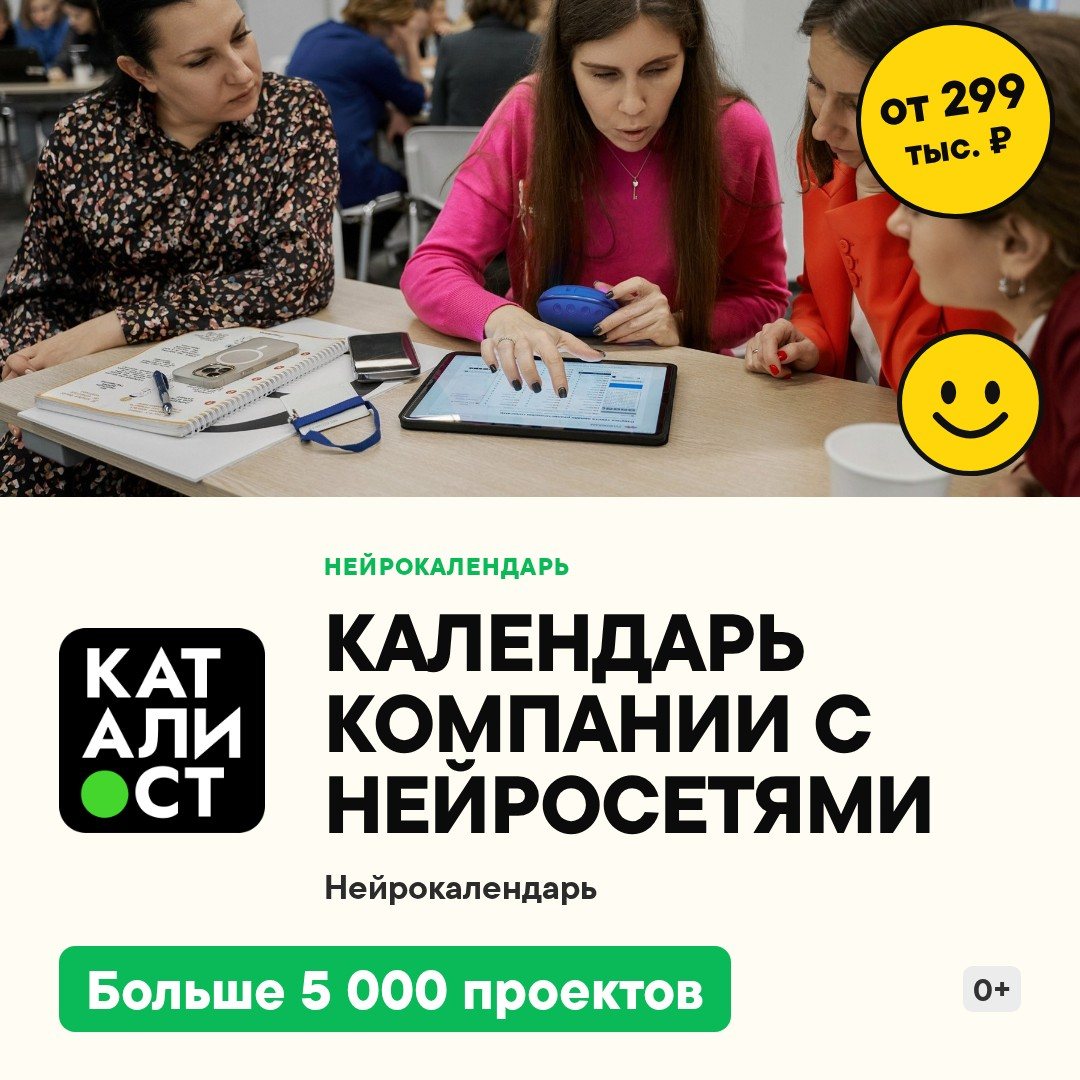 от 299
тыс. ₽
НЕЙРОКАЛЕНДАРЬ
КАЛЕНДАРЬ
КОМПАНИИ С
НЕЙРОСЕТЯМИ
КАТ
АЛИ
СТ
Нейрокалендарь
Больше 5 000 проектов
0+